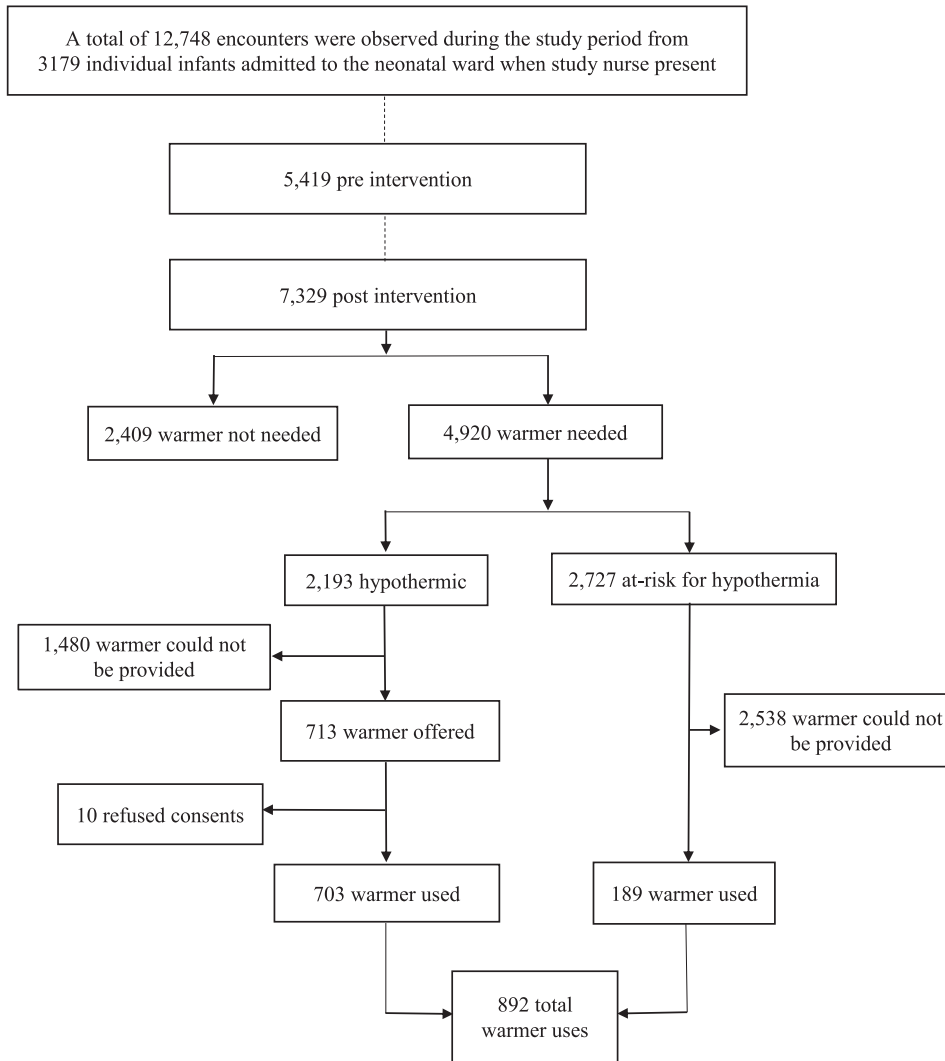 A total of 12,748 encounters were observed during the study period from
3179 individual infants admitted to the neonatal ward when study nurse present
5,419 pre intervention
7,329 post intervention
2,409 warmer not needed
4,920 warmer needed
2,193 hypothermic
2,727 at-risk for hypothermia
1,480 warmer could not
be provided
713 warmer offered
2,538 warmer could not
be provided
10 refused consents
703 warmer used
189 warmer used
892 total
warmer uses